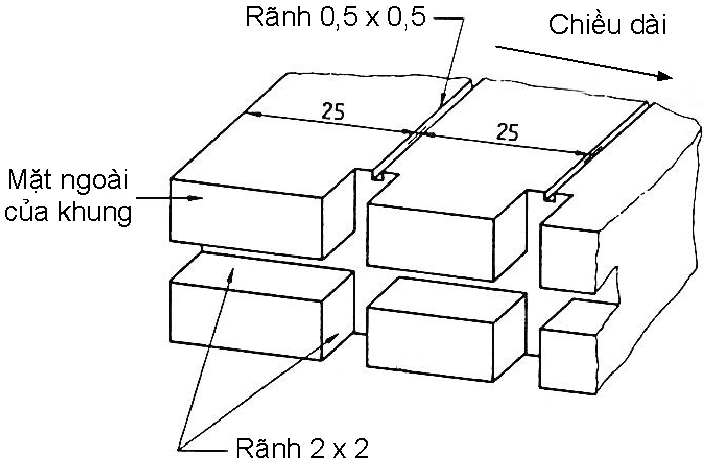 Rãnh 0,5 x 0,5
Chiều dài
25
25
Mặt ngoài
của khung
Rãnh 2 x 2